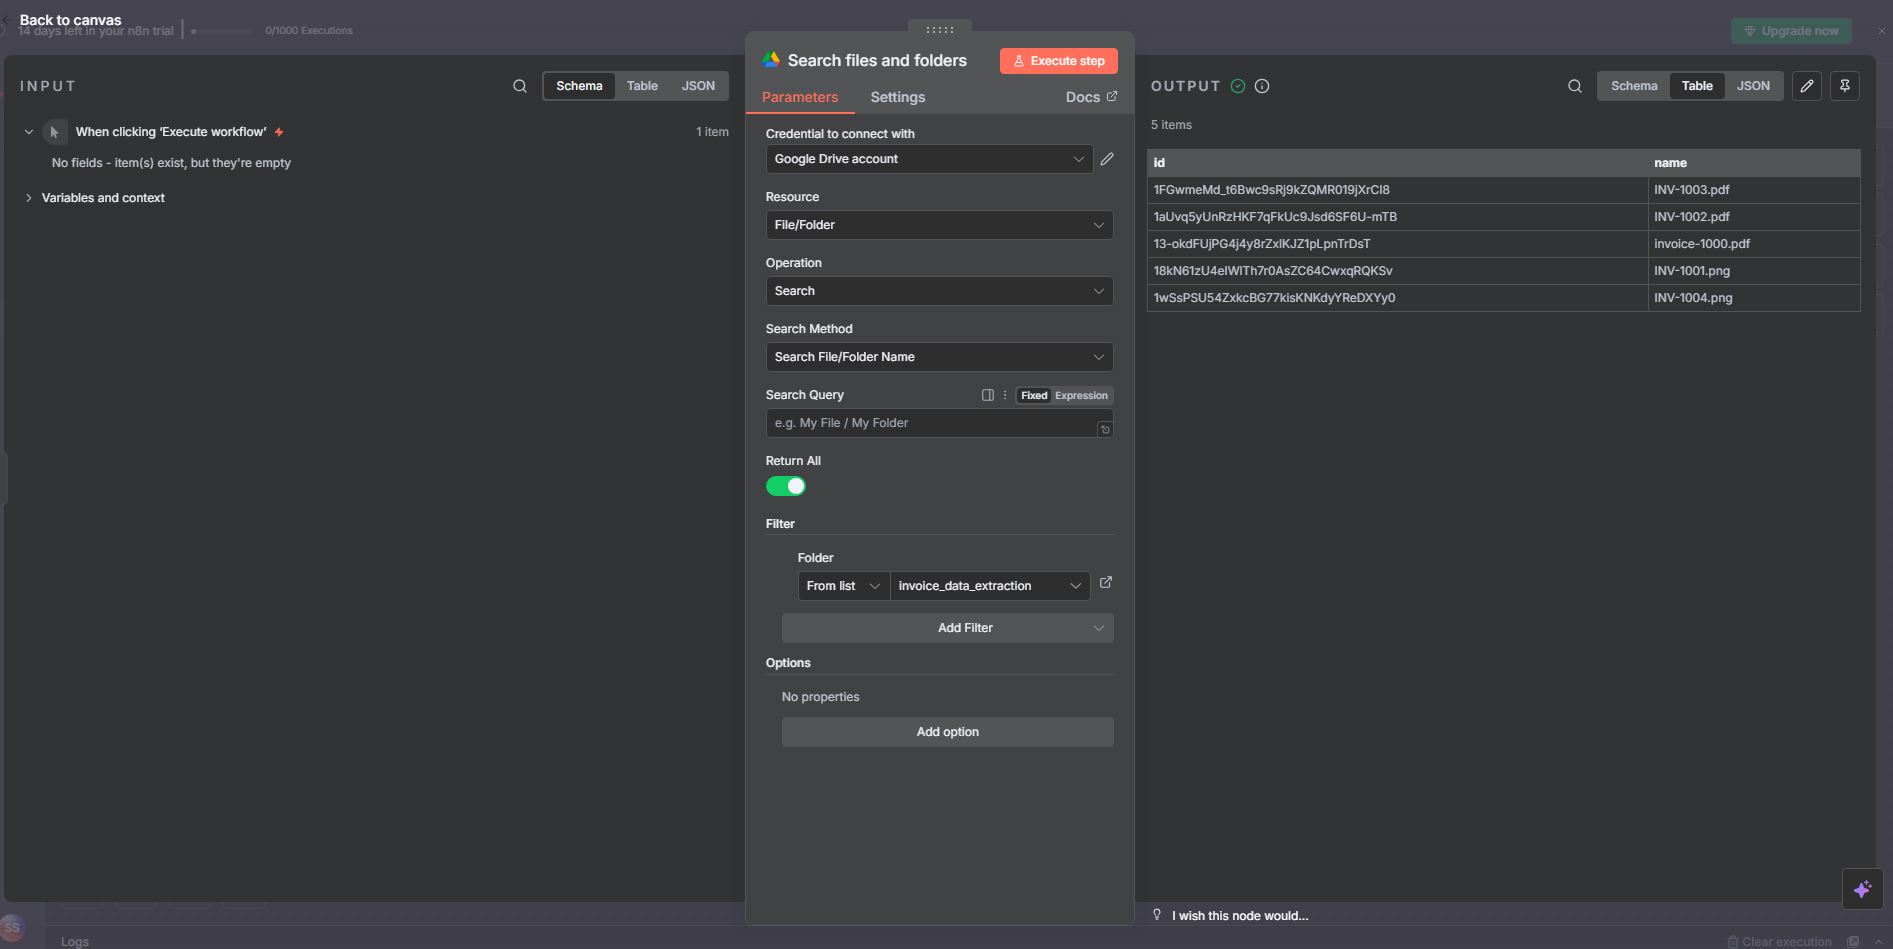 Back to canvas
14 days left in your n8n trial
0/1000 Executions
Upgrade now
INPUT
Schema
Table
JSON
When clicking ‘Execute workflow’
1 item
No fields - item(s) exist, but they're empty
Variables and context
Search files and folders
Execute step
Parameters
Settings
Docs
Credential to connect with
Google Drive account
Resource
File/Folder
Operation
Search
Search Method
Search File/Folder Name
Search Query
Fixed
Expression
e.g. My File / My Folder
Return All
Filter
Folder
From list
invoice_data_extraction
Add Filter
Options
No properties
Add option
OUTPUT
Schema
Table
JSON
5 items
id name
1FGwmeMd_t6Bwc9sRj9kZQMR019jXrCl8 INV-1003.pdf
1aUvq5yUnRzHKF7qFkUc9Jsd6SF6U-mTB INV-1002.pdf
13-okdFUjPG4j4y8rZxlKJZ1pLpnTrDsT invoice-1000.pdf
18kN61zU4eIWlTh7r0AsZC64CwxqRQKSv INV-1001.png
1wSsPSU54ZxkcBG77kisKNKdyYReDXYy0 INV-1004.png
I wish this node would...
SS
Logs
Clear execution